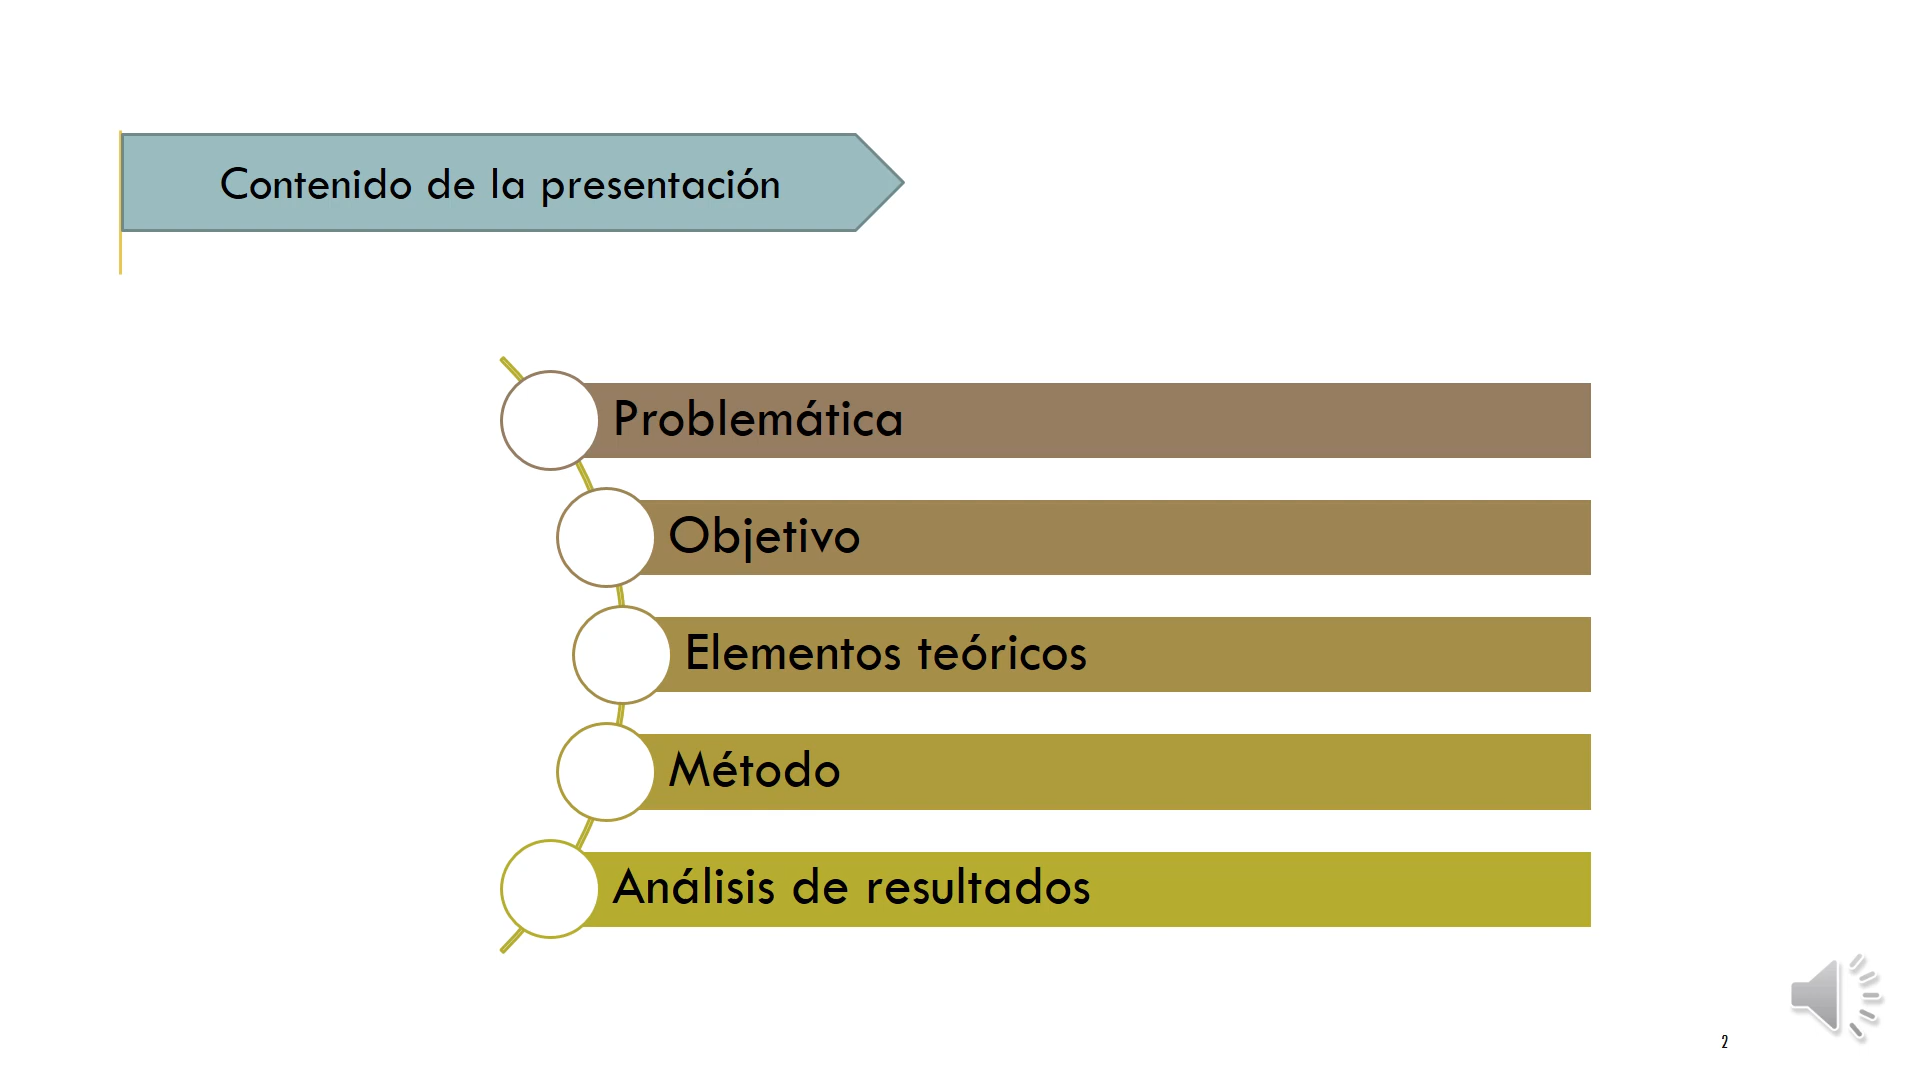 Contenido de la presentación
Problemática
Objetivo
Elementos teóricos
Método
Análisis de resultados
2